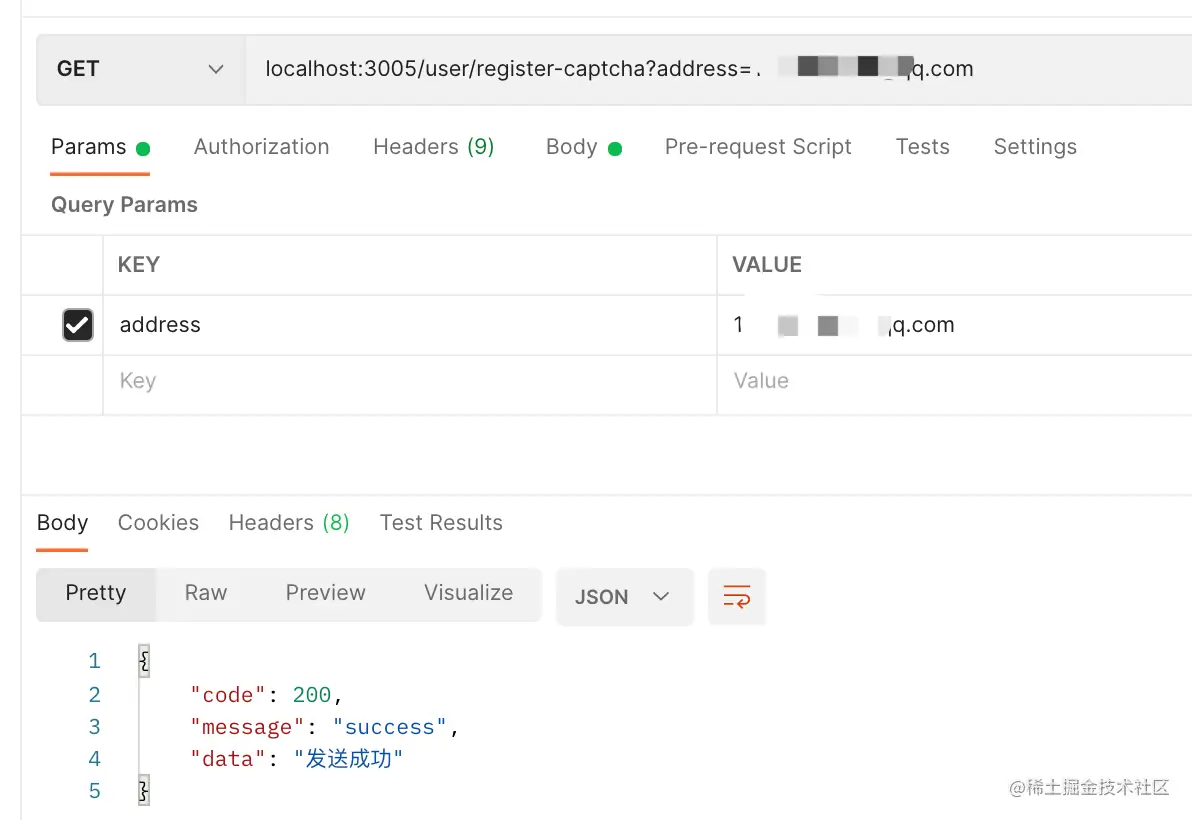 GET localhost:3005/user/register-captcha?address= q.com
Params Authorization Headers (9) Body Pre-request Script Tests Settings
Query Params
KEY VALUE
address 1 q.com
Key Value
Body Cookies Headers (8) Test Results
Pretty Raw Preview Visualize JSON
1 {
2 "code": 200,
3 "message": "success",
4 "data": "发送成功"
5 }
@稀土掘金技术社区